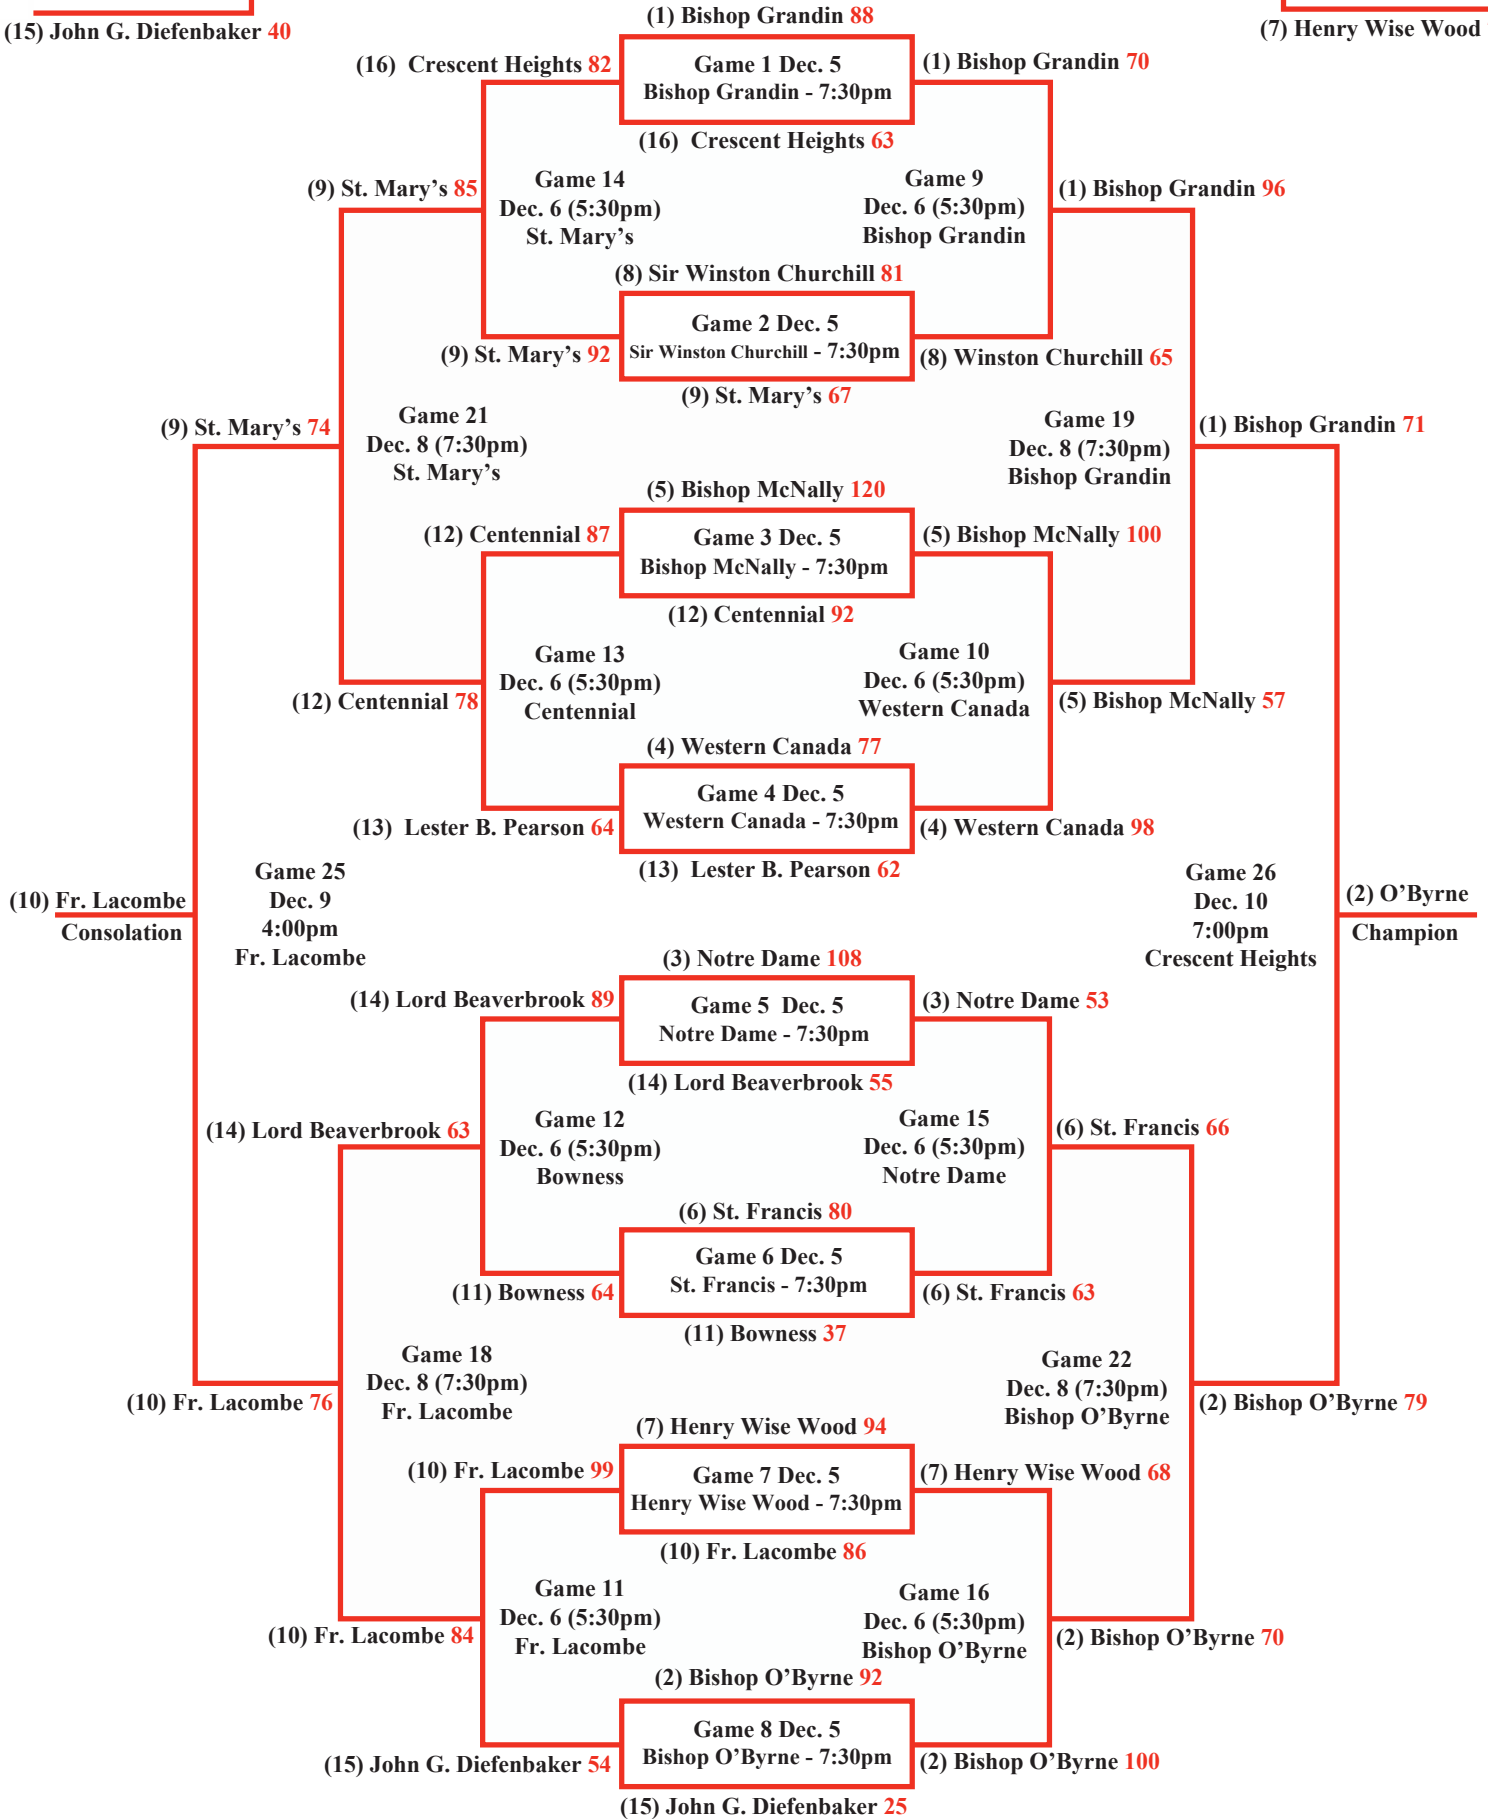 (15) John G. Diefenbaker 40
(7) Henry Wise Wood
(1) Bishop Grandin 88
(16) Crescent Heights 82
Game 1 Dec. 5
Bishop Grandin - 7:30pm
(1) Bishop Grandin 70
(16) Crescent Heights 63
(9) St. Mary's 85
Game 14
Dec. 6 (5:30pm)
St. Mary's
Game 9
Dec. 6 (5:30pm)
Bishop Grandin
(1) Bishop Grandin 96
(8) Sir Winston Churchill 81
Game 2 Dec. 5
Sir Winston Churchill - 7:30pm
(9) St. Mary's 92
(8) Winston Churchill 65
(9) St. Mary's 67
(9) St. Mary's 74
Game 21
Dec. 8 (7:30pm)
St. Mary's
Game 19
Dec. 8 (7:30pm)
Bishop Grandin
(1) Bishop Grandin 71
(5) Bishop McNally 120
(12) Centennial 87
Game 3 Dec. 5
Bishop McNally - 7:30pm
(5) Bishop McNally 100
(12) Centennial 92
Game 13
Dec. 6 (5:30pm)
Centennial
Game 10
Dec. 6 (5:30pm)
Western Canada
(12) Centennial 78
(5) Bishop McNally 57
(4) Western Canada 77
Game 4 Dec. 5
Western Canada - 7:30pm
(13) Lester B. Pearson 64
(4) Western Canada 98
(13) Lester B. Pearson 62
Game 25
Dec. 9
4:00pm
Fr. Lacombe
(10) Fr. Lacombe
Consolation
Game 26
Dec. 10
7:00pm
Crescent Heights
(2) O'Byrne
Champion
(3) Notre Dame 108
(14) Lord Beaverbrook 89
Game 5 Dec. 5
Notre Dame - 7:30pm
(3) Notre Dame 53
(14) Lord Beaverbrook 55
(14) Lord Beaverbrook 63
Game 12
Dec. 6 (5:30pm)
Bowness
Game 15
Dec. 6 (5:30pm)
Notre Dame
(6) St. Francis 66
(6) St. Francis 80
Game 6 Dec. 5
St. Francis - 7:30pm
(11) Bowness 64
(6) St. Francis 63
(11) Bowness 37
Game 18
Dec. 8 (7:30pm)
Fr. Lacombe
(10) Fr. Lacombe 76
Game 22
Dec. 8 (7:30pm)
Bishop O'Byrne
(2) Bishop O'Byrne 79
(7) Henry Wise Wood 94
(10) Fr. Lacombe 99
Game 7 Dec. 5
Henry Wise Wood - 7:30pm
(7) Henry Wise Wood 68
(10) Fr. Lacombe 86
Game 11
Dec. 6 (5:30pm)
Fr. Lacombe
Game 16
Dec. 6 (5:30pm)
Bishop O'Byrne
(10) Fr. Lacombe 84
(2) Bishop O'Byrne 70
(2) Bishop O'Byrne 92
Game 8 Dec. 5
Bishop O'Byrne - 7:30pm
(15) John G. Diefenbaker 54
(2) Bishop O'Byrne 100
(15) John G. Diefenbaker 25